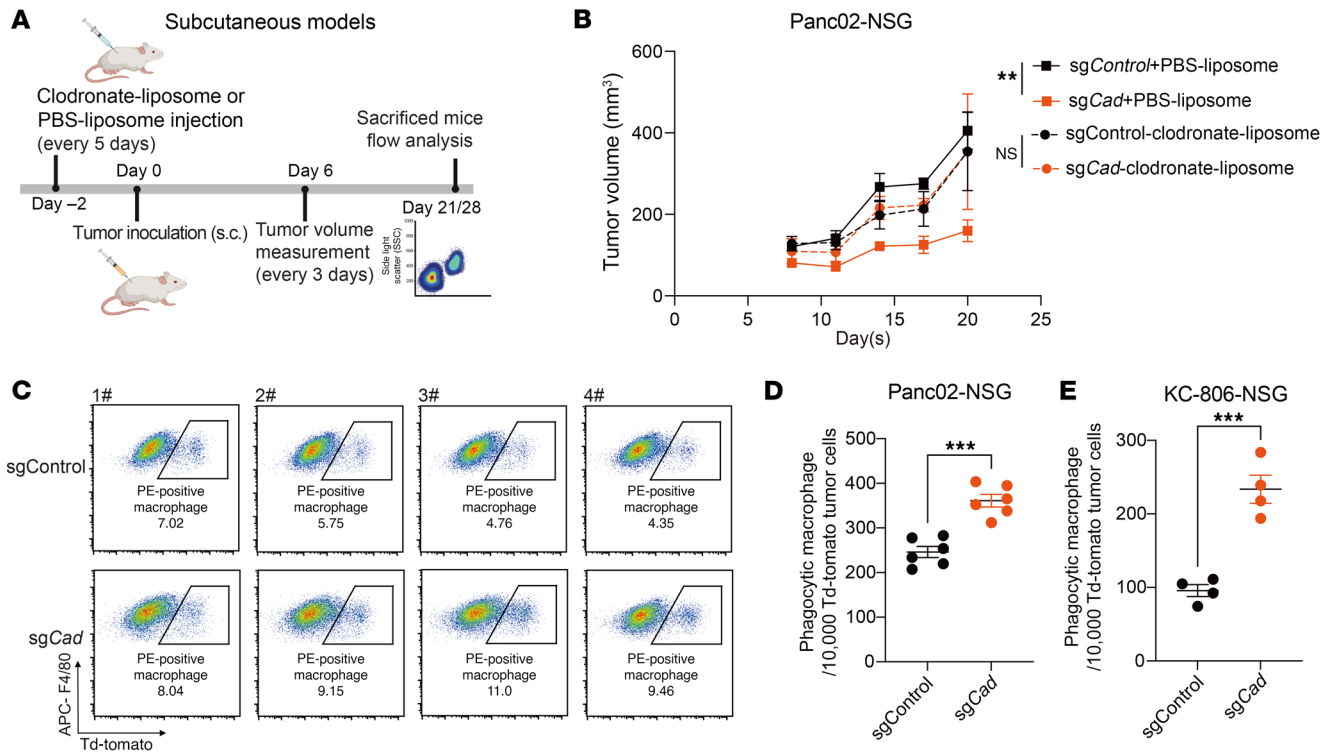 A
Subcutaneous models
Clodronate-liposome or
PBS-liposome injection
(every 5 days)
Sacrificed mice
flow analysis
Day 0
Day 6
Day –2
Day 21/28
Tumor inoculation (s.c.)
Tumor volume
measurement
(every 3 days)
Side light
scatter (SSC)
1000
800
600
400
200
0
B
Panc02-NSG
Tumor volume (mm3)
600
400
200
0
0
5
10
15
20
25
Day(s)
**
NS
sgControl+PBS-liposome
sgCad+PBS-liposome
sgControl-clodronate-liposome
sgCad-clodronate-liposome
C
1#
2#
3#
4#
sgControl
PE-positive
macrophage
7.02
PE-positive
macrophage
5.75
PE-positive
macrophage
4.76
PE-positive
macrophage
4.35
sgCad
PE-positive
macrophage
8.04
PE-positive
macrophage
9.15
PE-positive
macrophage
11.0
PE-positive
macrophage
9.46
APC- F4/80
Td-tomato
D
Panc02-NSG
Phagocytic macrophage
/10,000 Td-tomato tumor cells
500
400
300
200
100
0
***
sgControl
sgCad
E
KC-806-NSG
Phagocytic macrophage
/10,000 Td-tomato tumor cells
300
200
100
0
***
sgControl
sgCad